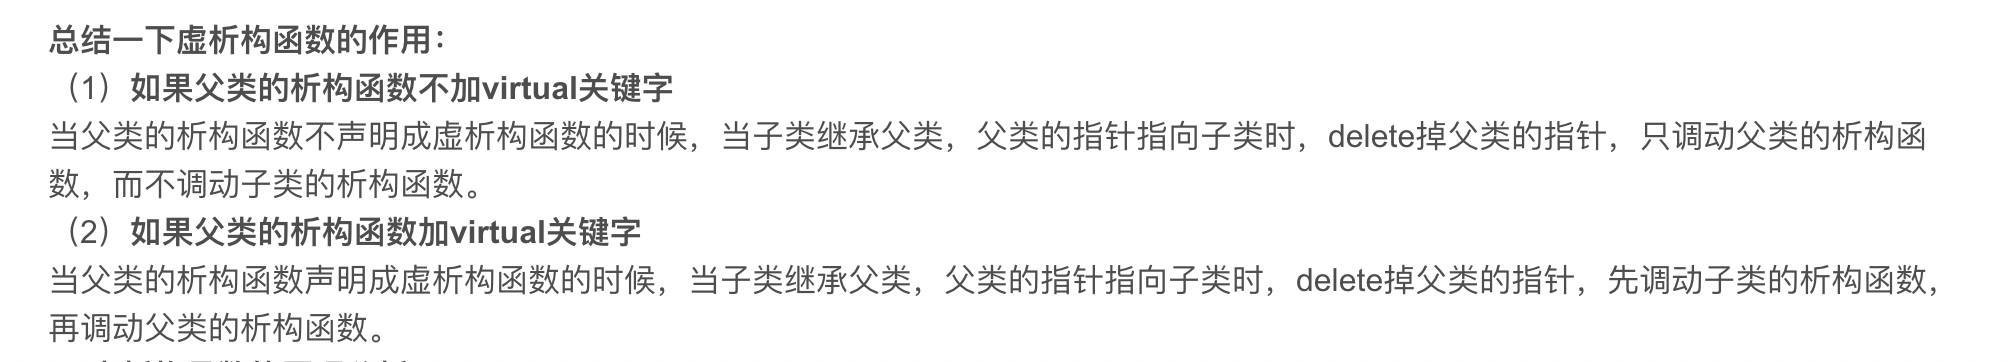 总结一下虚析构函数的作用：
（1）如果父类的析构函数不加virtual关键字
当父类的析构函数不声明成虚析构函数的时候，当子类继承父类，父类的指针指向子类时，delete掉父类的指针，只调动父类的析构函
数，而不调动子类的析构函数。
（2）如果父类的析构函数加virtual关键字
当父类的析构函数声明成虚析构函数的时候，当子类继承父类，父类的指针指向子类时，delete掉父类的指针，先调动子类的析构函数，
再调动父类的析构函数。